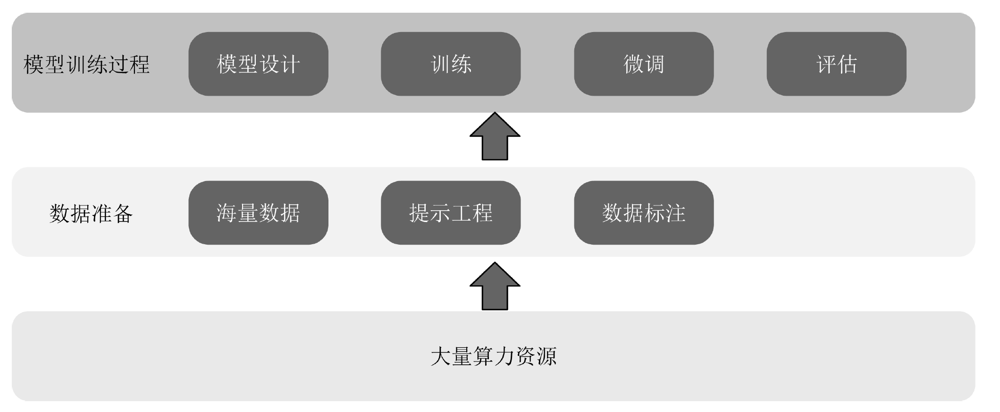 模型训练过程 模型设计 训练 微调 评估
数据准备 海量数据 提示工程 数据标注
大量算力资源